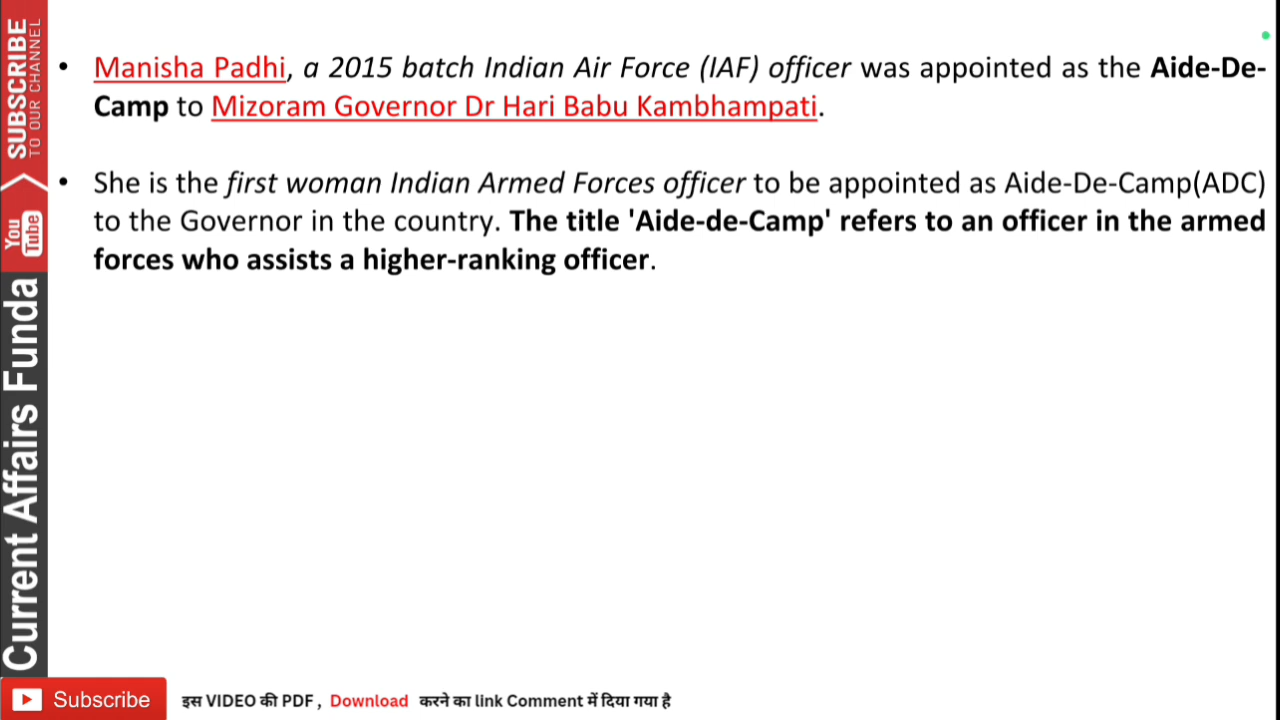 SUBSCRIBE
TO OUR CHANNEL
You
Tube
Current Affairs Funda
• Manisha Padhi, a 2015 batch Indian Air Force (IAF) officer was appointed as the Aide-De-
Camp to Mizoram Governor Dr Hari Babu Kambhampati.
• She is the first woman Indian Armed Forces officer to be appointed as Aide-De-Camp(ADC)
to the Governor in the country. The title 'Aide-de-Camp' refers to an officer in the armed
forces who assists a higher-ranking officer.
Subscribe
इस VIDEO की PDF , Download करने का link Comment में दिया गया है